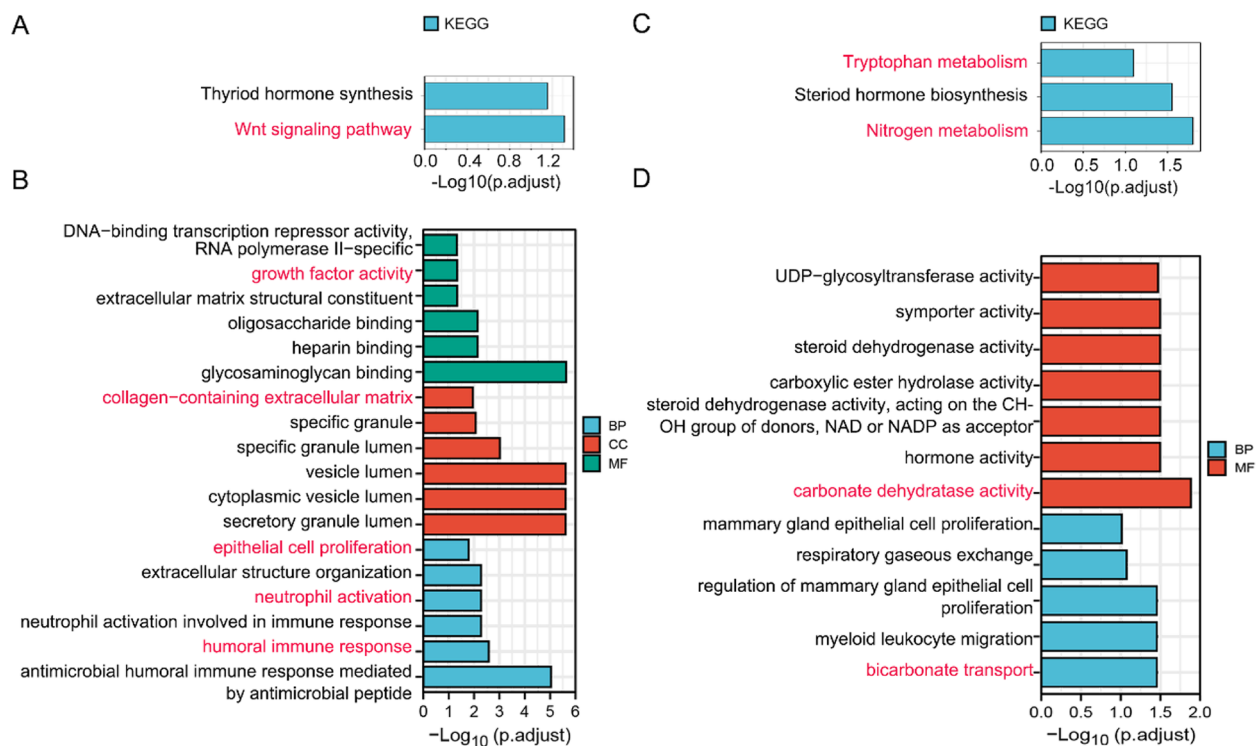 A
KEGG
Thyriod hormone synthesis
Wnt signaling pathway
0.0 0.4 0.8 1.2
-Log10(p.adjust)
B
DNA−binding transcription repressor activity,
RNA polymerase II−specific
growth factor activity
extracellular matrix structural constituent
oligosaccharide binding
heparin binding
glycosaminoglycan binding
collagen−containing extracellular matrix
specific granule
specific granule lumen
vesicle lumen
cytoplasmic vesicle lumen
secretory granule lumen
epithelial cell proliferation
extracellular structure organization
neutrophil activation
neutrophil activation involved in immune response
humoral immune response
antimicrobial humoral immune response mediated
by antimicrobial peptide
0 1 2 3 4 5 6
−Log10 (p.adjust)
BP
CC
MF
C
KEGG
Tryptophan metabolism
Steriod hormone biosynthesis
Nitrogen metabolism
0.0 0.5 1.0 1.5
-Log10(p.adjust)
D
UDP−glycosyltransferase activity
symporter activity
steroid dehydrogenase activity
carboxylic ester hydrolase activity
steroid dehydrogenase activity, acting on the CH-
OH group of donors, NAD or NADP as acceptor
hormone activity
carbonate dehydratase activity
mammary gland epithelial cell proliferation
respiratory gaseous exchange
regulation of mammary gland epithelial cell
proliferation
myeloid leukocyte migration
bicarbonate transport
0.0 0.5 1.0 1.5 2.0
−Log10 (p.adjust)
BP
MF